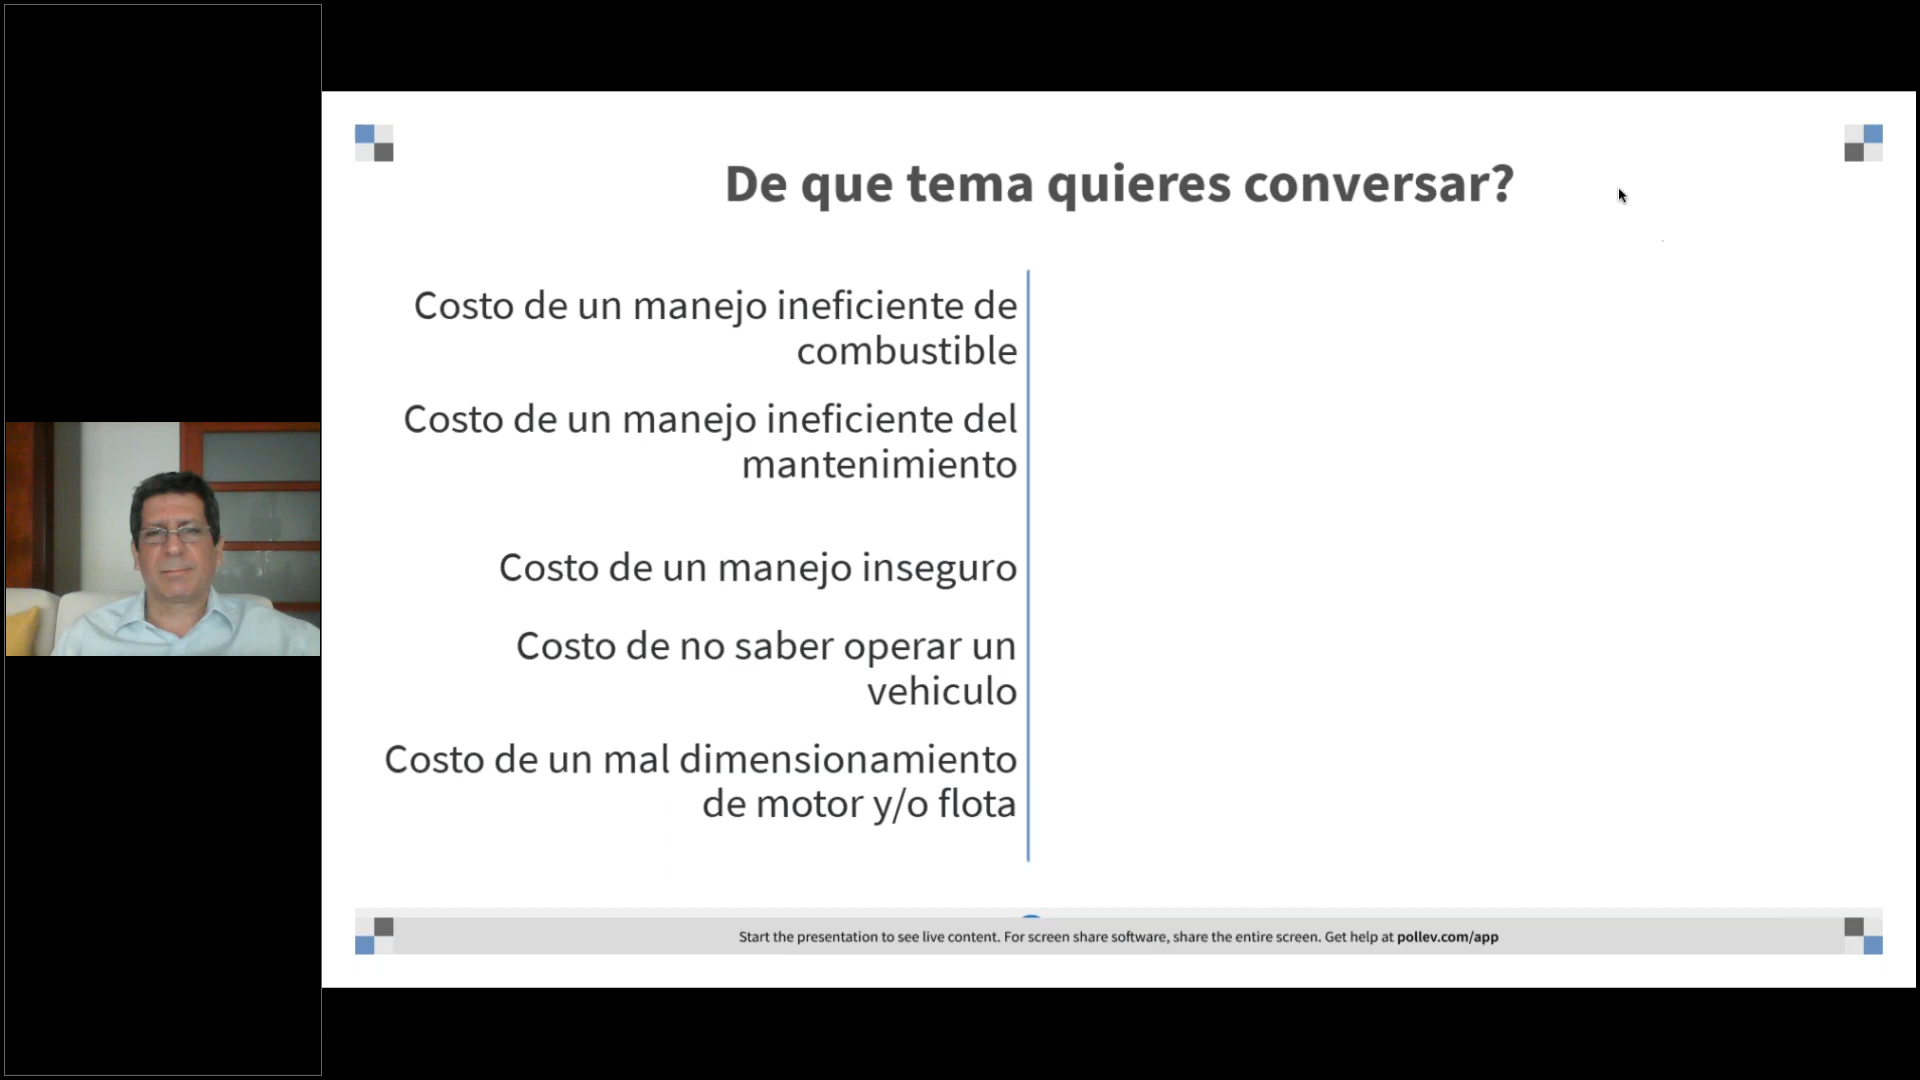 De que tema quieres conversar?
Costo de un manejo ineficiente de
combustible
Costo de un manejo ineficiente del
mantenimiento
Costo de un manejo inseguro
Costo de no saber operar un
vehiculo
Costo de un mal dimensionamiento
de motor y/o flota
Start the presentation to see live content. For screen share software, share the entire screen. Get help at pollev.com/app